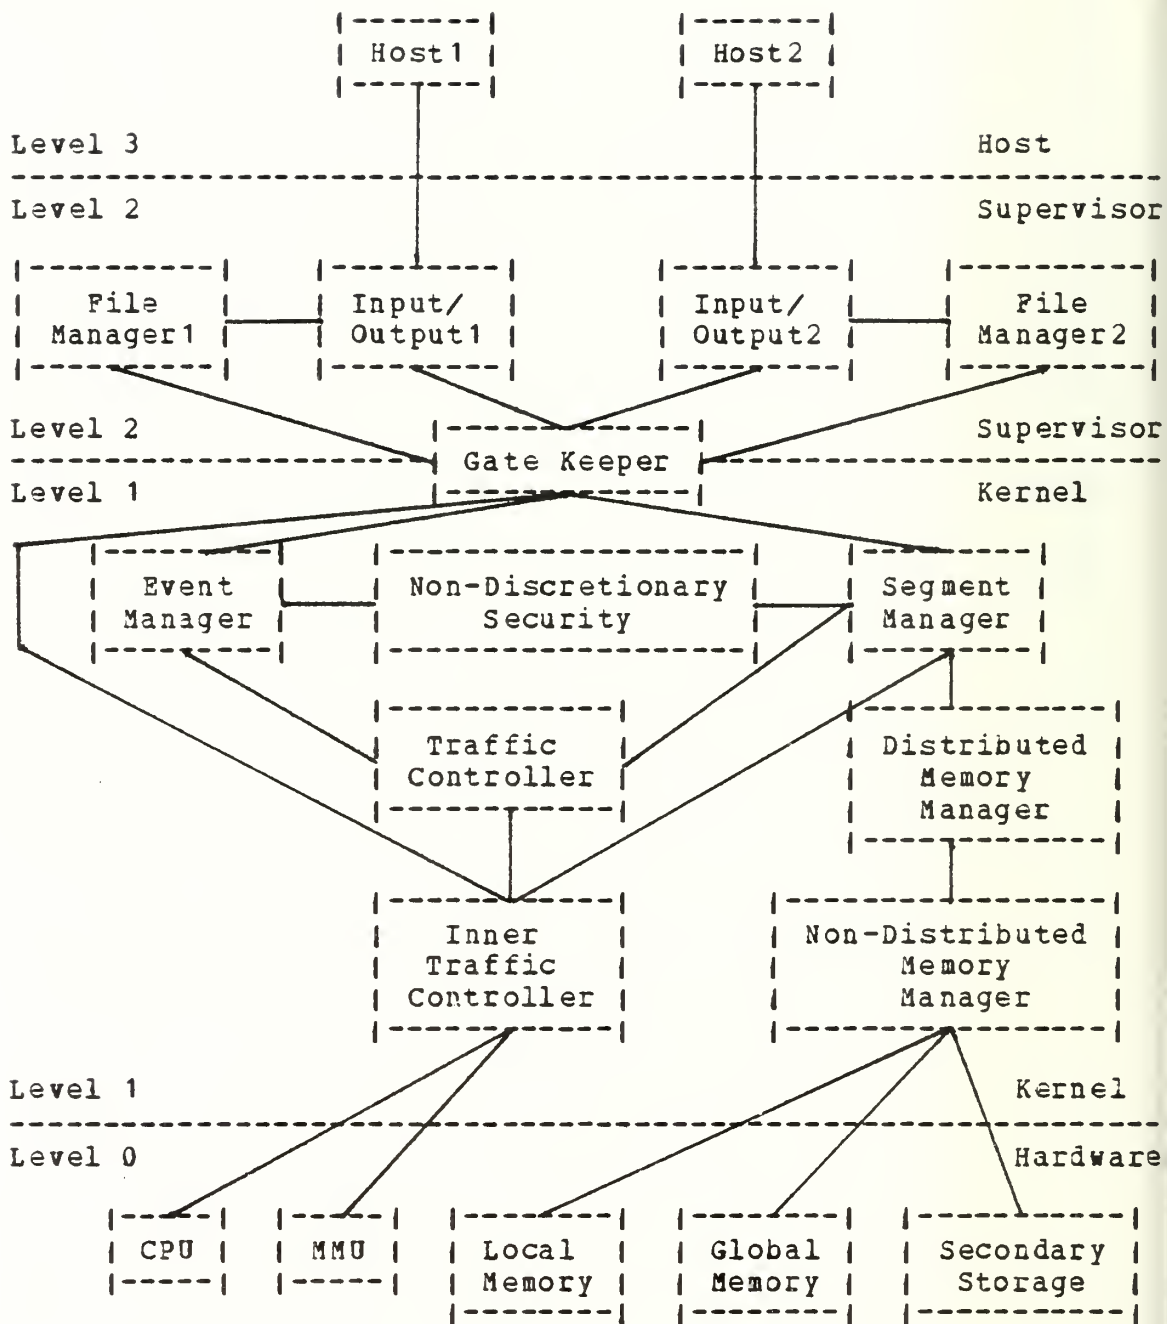 Host1 Host2
Level 3 Host
Level 2 Supervisor
File Input/ Input/ File
Manager1 Output1 Output2 Manager2
Level 2 Supervisor
Gate Keeper
Level 1 Kernel
Event Non-Discretionary Segment
Manager Security Manager
Traffic Distributed
Controller Memory
Manager
Inner Non-Distributed
Traffic Memory
Controller Manager
Level 1 Kernel
Level 0 Hardware
CPU MMU Local Global Secondary
Memory Memory Storage